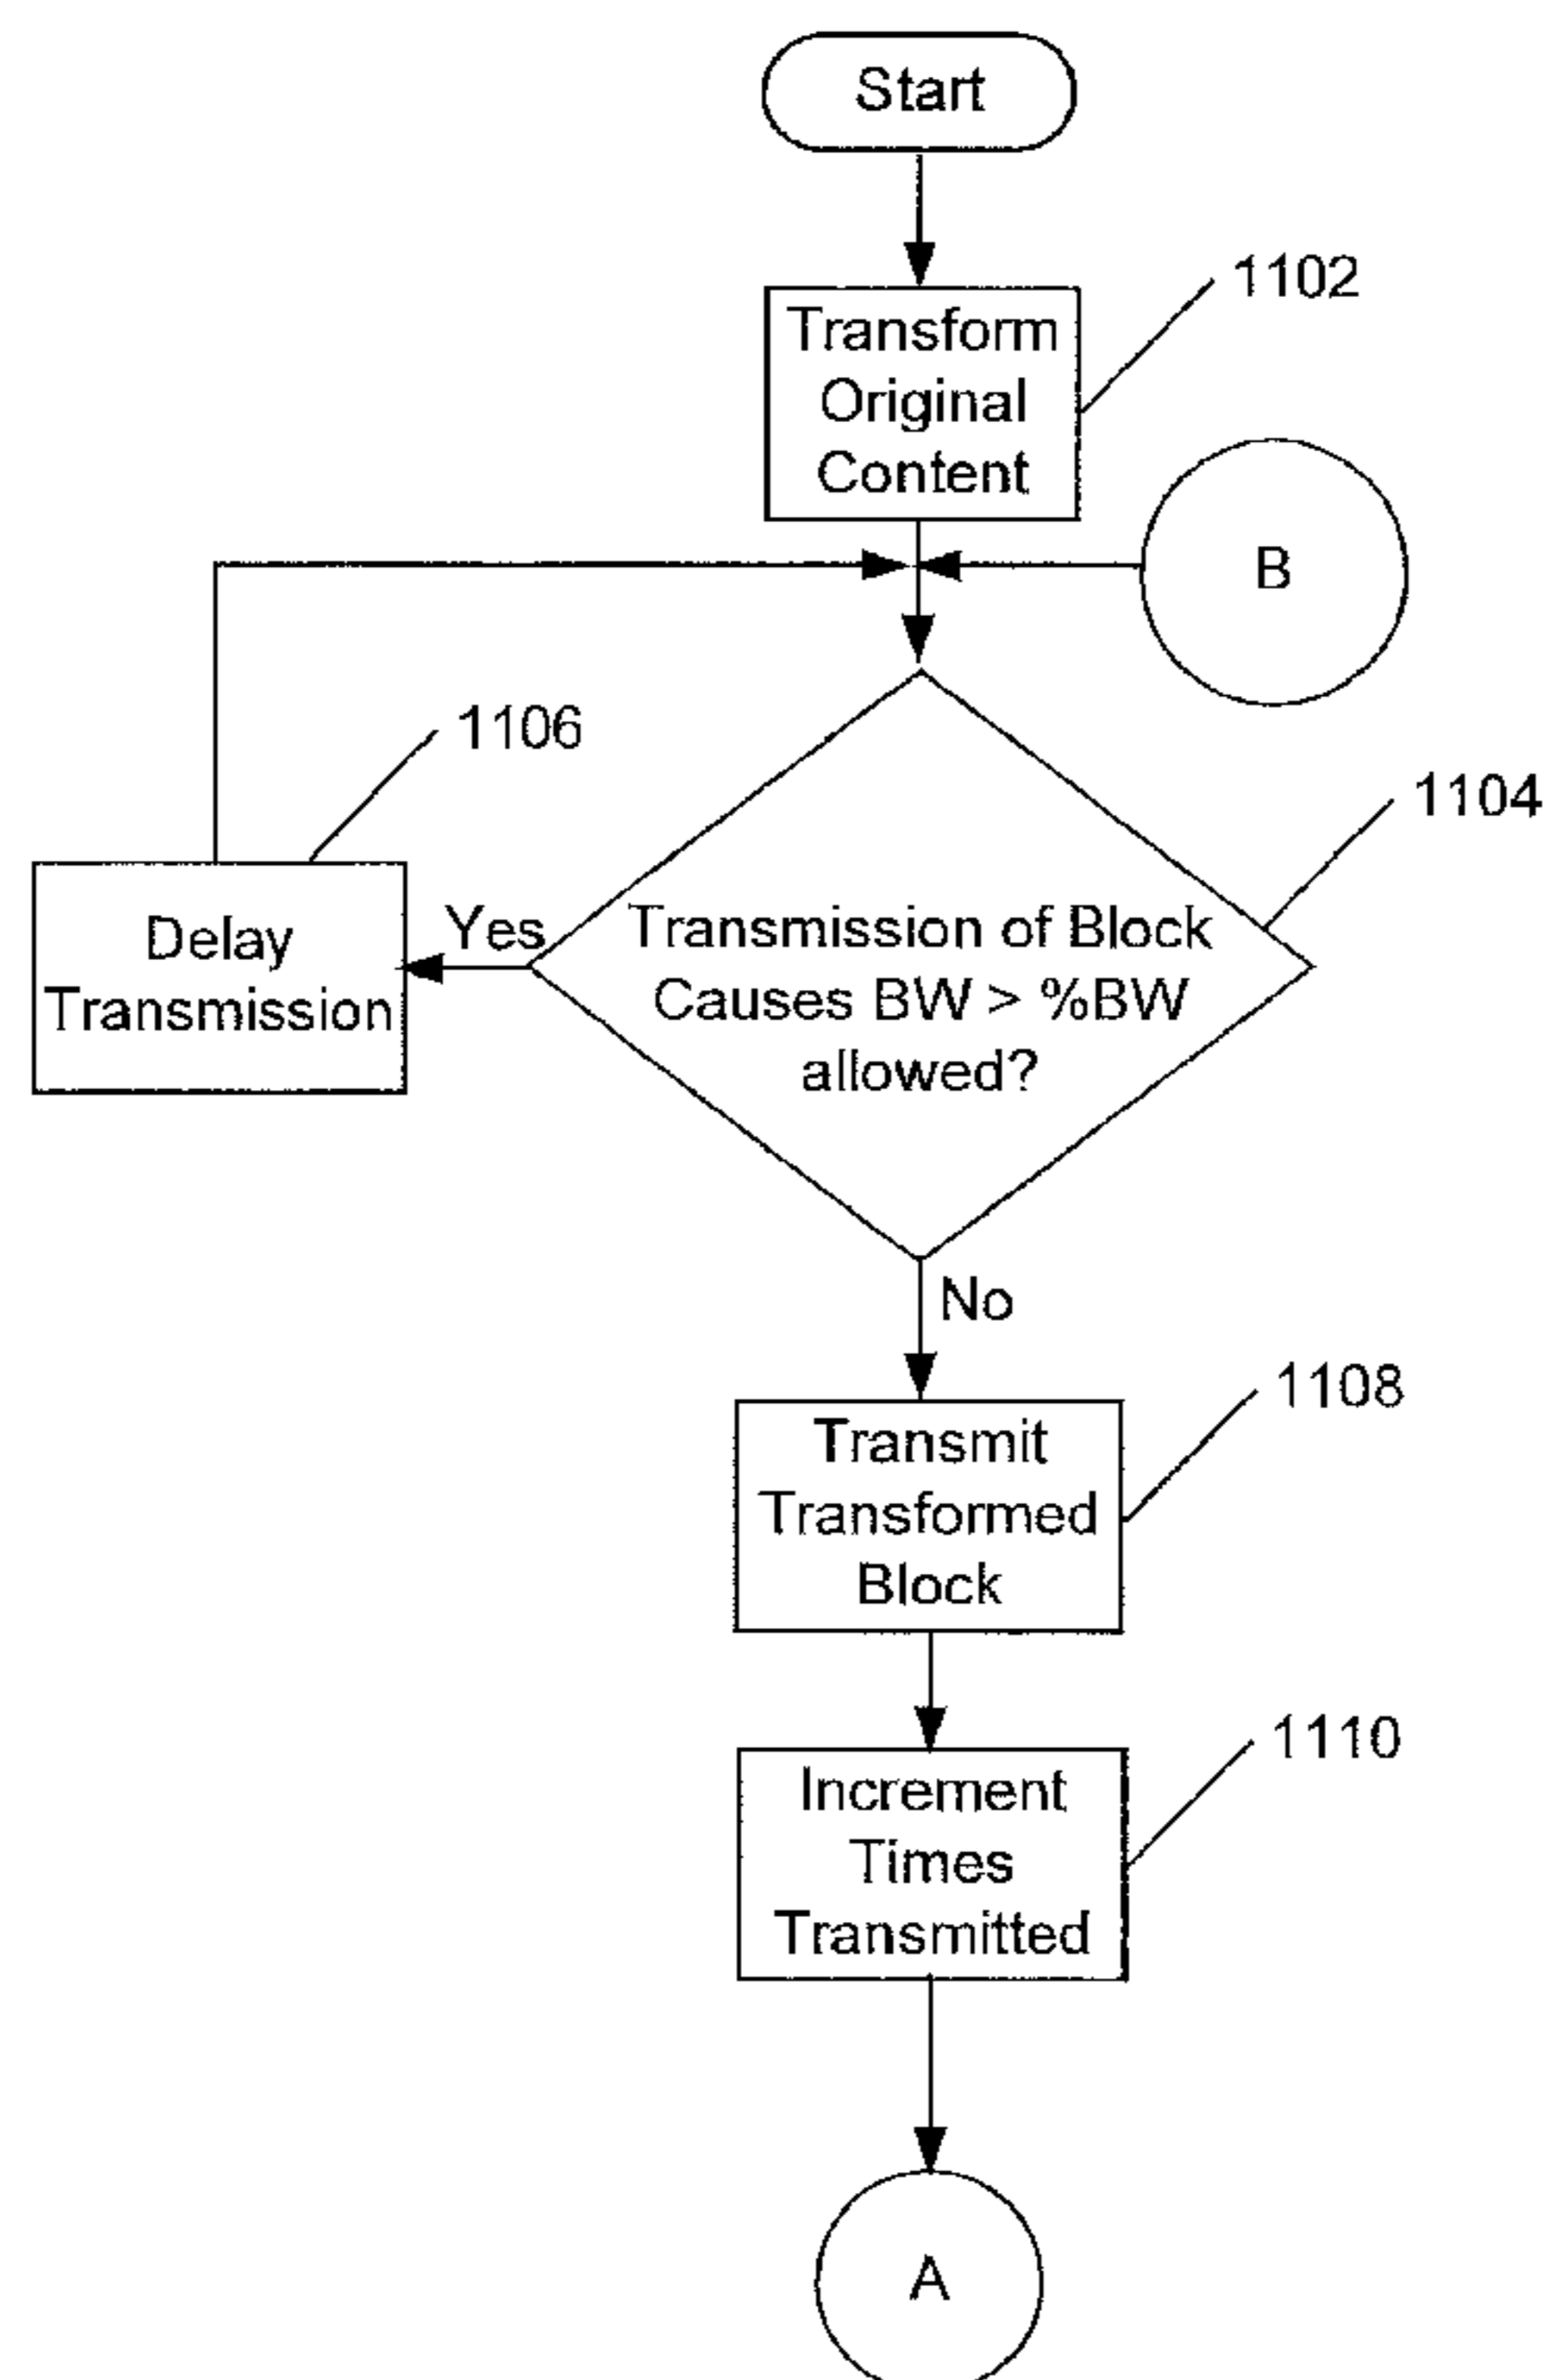 Start
1102
Transform
Original
Content
B
1106
1104
Delay
Transmission
Yes
Transmission of Block
Causes BW > %BW
allowed?
No
1108
Transmit
Transformed
Block
1110
Increment
Times
Transmitted
A